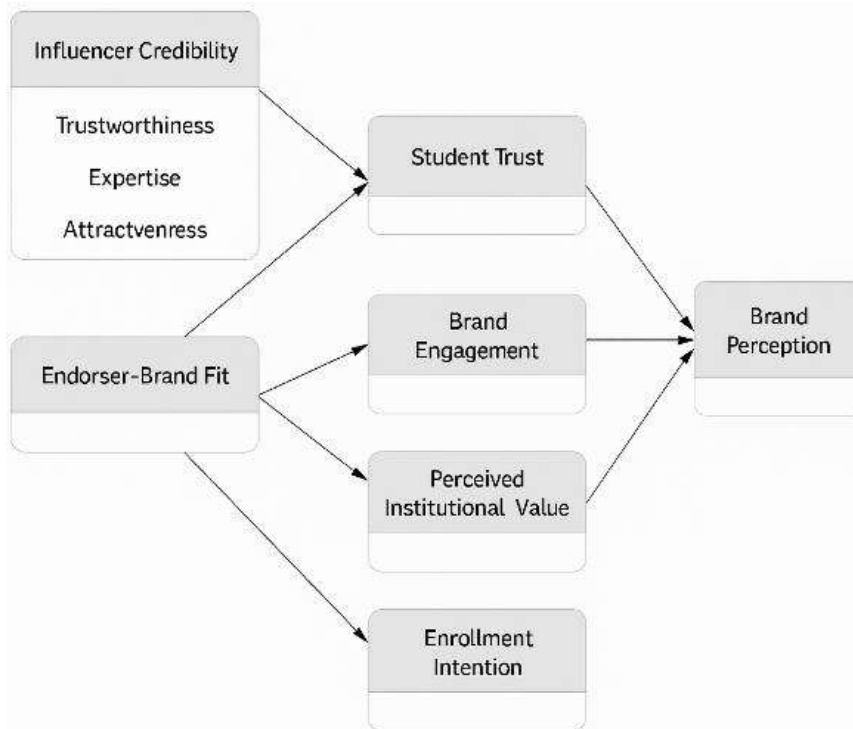 Influencer Credibility
Trustworthiness
Expertise
Attractvenress
Endorser-Brand Fit
Student Trust
Brand
Engagement
Perceived
Institutional Value
Enrollment
Intention
Brand
Perception